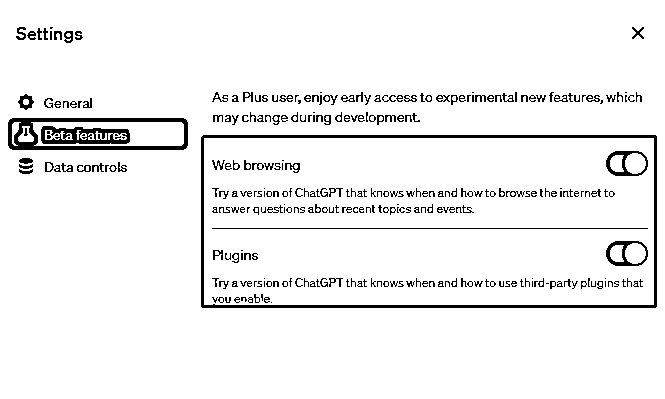 Settings
General
Beta features
Data controls
As a Plus user, enjoy early access to experimental new features, which
may change during development.
Web browsing
Try a version of ChatGPT that knows when and how to browse the internet to
answer questions about recent topics and events.
Plugins
Try a version of ChatGPT that knows when and how to use third-party plugins that
you enable.